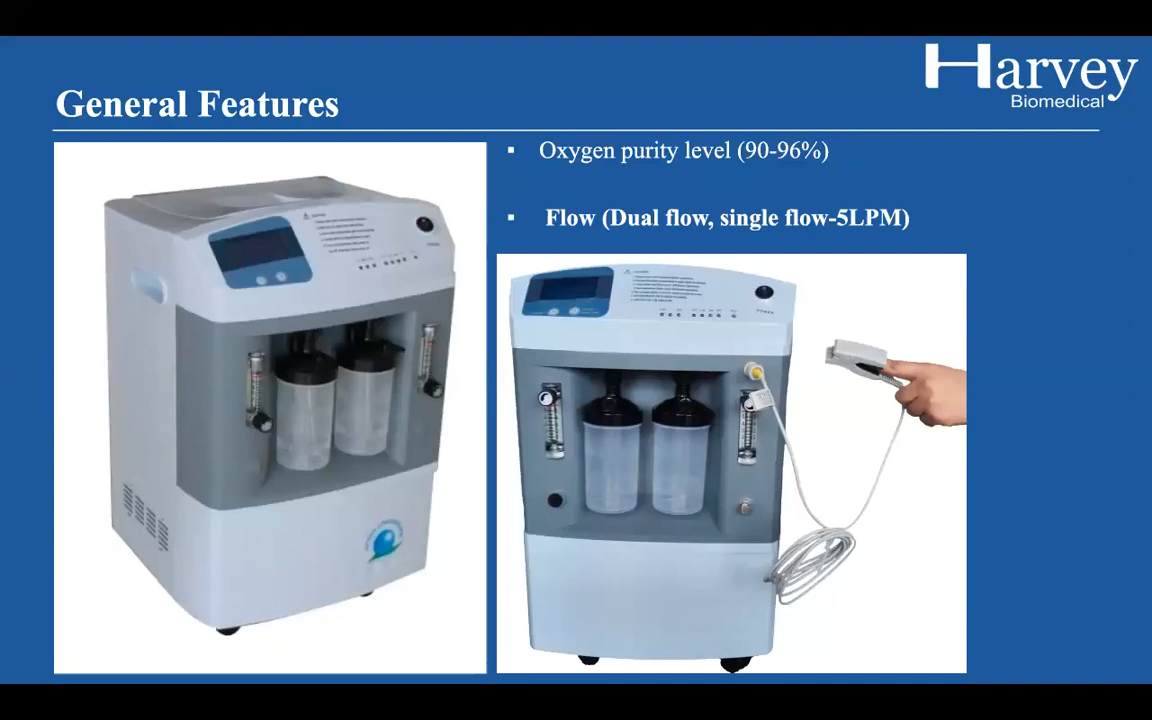 Harvey
Biomedical
General Features
▪ Oxygen purity level (90-96%)
▪ Flow (Dual flow, single flow-5LPM)